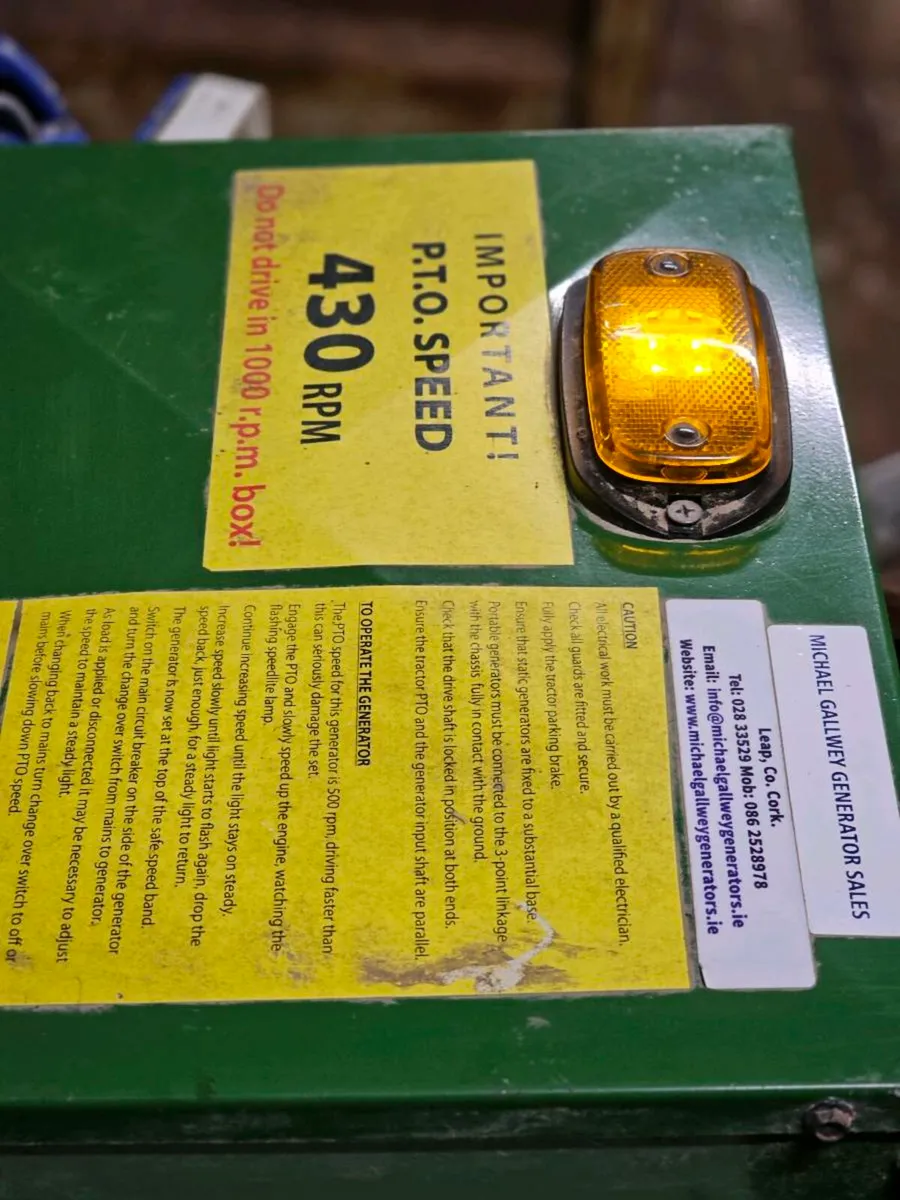 MICHAEL GALLWEY GENERATOR SALES
Leap, Co. Cork.
Tel: 028 33529 Mob: 086 2528978
Email: info@michaelgallweygenerators.ie
Website: www.michaelgallweygenerators.ie
IMPORTANT!
P.T.O. SPEED
430 RPM
Do not drive in 1000 r.p.m. box!
CAUTION
All electrical work must be carried out by a qualified electrician.
Check all guards are fitted and secure.
Fully apply the tractor parking brake.
Ensure that static generators are fixed to a substantial base.
Portable generators must be connected to the 3-point linkage
with the chassis fully in contact with the ground.
Check that the drive shaft is locked in position at both ends.
Ensure the tractor PTO and the generator input shaft are parallel.
TO OPERATE THE GENERATOR
The PTO speed for this generator is 500 rpm, driving faster than
this can seriously damage the set.
Engage the PTO and slowly speed up the engine, watching the
flashing speedlite lamp.
Continue increasing speed until the light stays on steady.
Increase speed slowly until light starts to flash again, drop the
speed back, just enough, for a steady light to return.
The generator is now set at the top of the safe speed band.
Switch on the main circuit breaker on the side of the generator
and turn the change over switch from mains to generator.
As load is applied or disconnected it may be necessary to adjust
the speed to maintain a steady light.
When changing back to mains turn change over switch to off or
mains before slowing down PTO speed.